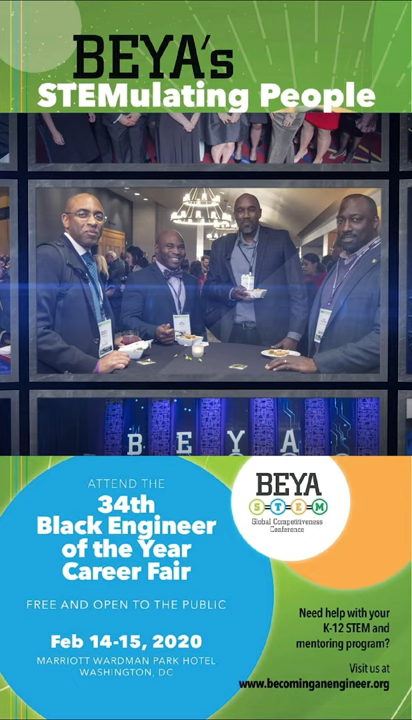 BEYA's
STEMulating People
BEYA
ATTEND THE
34th
Black Engineer
of the Year
Career Fair
FREE AND OPEN TO THE PUBLIC
Feb 14-15, 2020
MARRIOTT WARDMAN PARK HOTEL
WASHINGTON, DC
BEYA
S-T-E-M
Global Competitiveness
Conference
Need help with your
K-12 STEM and
mentoring program?
Visit us at
www.becominganengineer.org